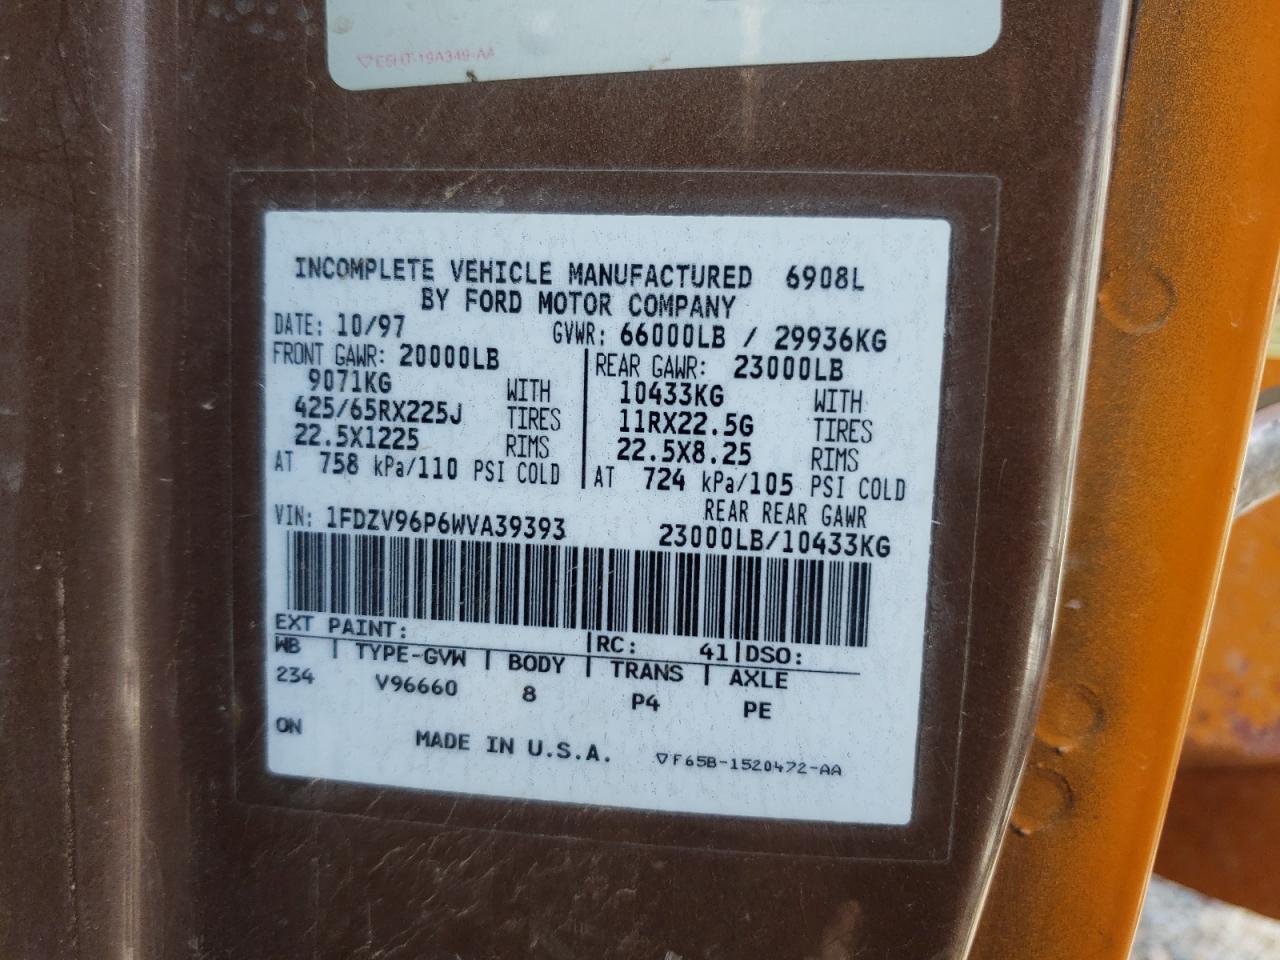 ▽E5HT-19A349-AA
INCOMPLETE VEHICLE MANUFACTURED 6908L
BY FORD MOTOR COMPANY
DATE: 10/97 GVWR: 66000LB / 29936KG
FRONT GAWR: 20000LB REAR GAWR: 23000LB
9071KG WITH 10433KG WITH
425/65RX225J TIRES 11RX22.5G TIRES
22.5X1225 RIMS 22.5X8.25 RIMS
AT 758 kPa/110 PSI COLD AT 724 kPa/105 PSI COLD
REAR REAR GAWR
VIN: 1FDZV96P6WVA39393 23000LB/10433KG
EXT PAINT: RC: 41 DSO:
WB TYPE-GVW BODY TRANS AXLE
234 V96660 8 P4 PE
ON MADE IN U.S.A. ▽F65B-1520472-AA